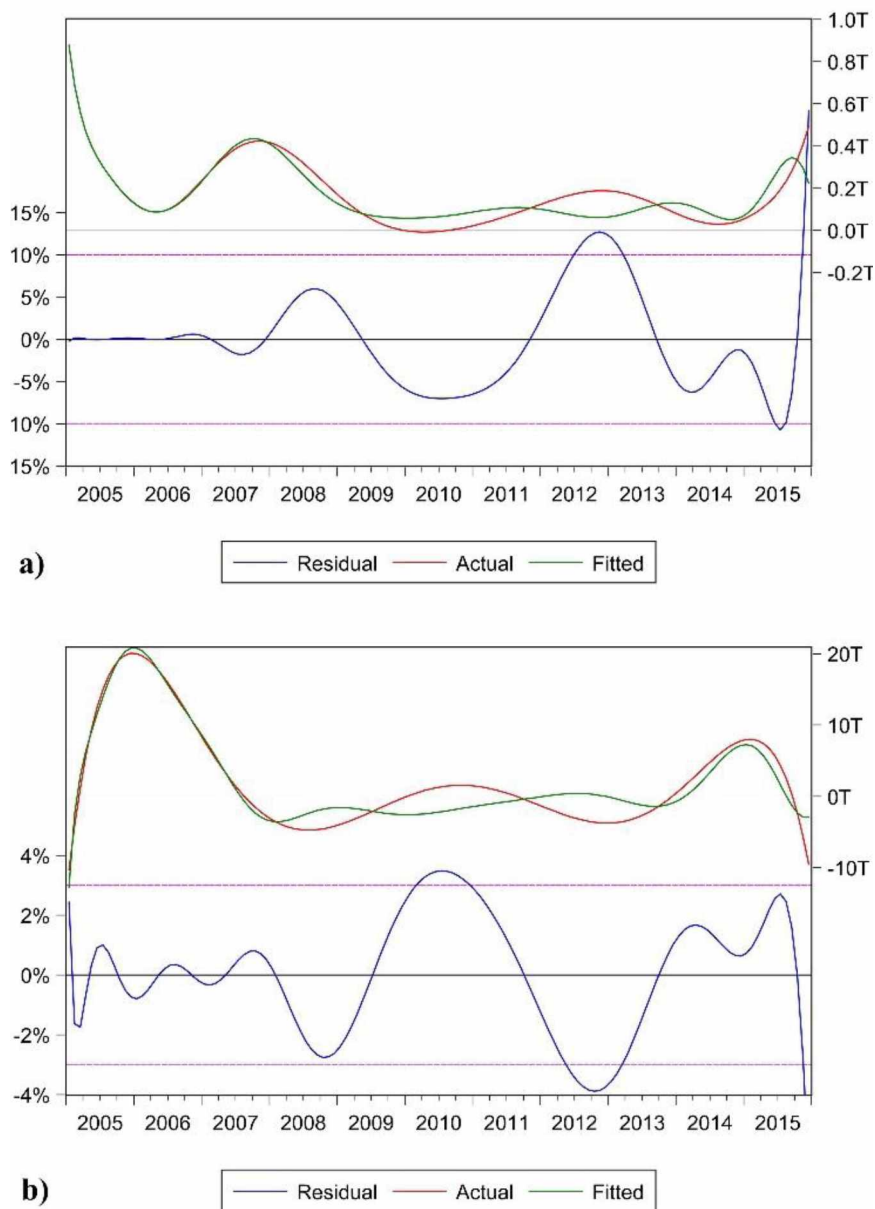 1.0T
0.8T
0.6T
0.4T
0.2T
0.0T
-0.2T
15%
10%
5%
0%
-5%
10%
15%
2005 2006 2007 2008 2009 2010 2011 2012 2013 2014 2015
a)
Residual Actual Fitted
20T
10T
0T
-10T
4%
2%
0%
-2%
-4%
2005 2006 2007 2008 2009 2010 2011 2012 2013 2014 2015
b)
Residual Actual Fitted